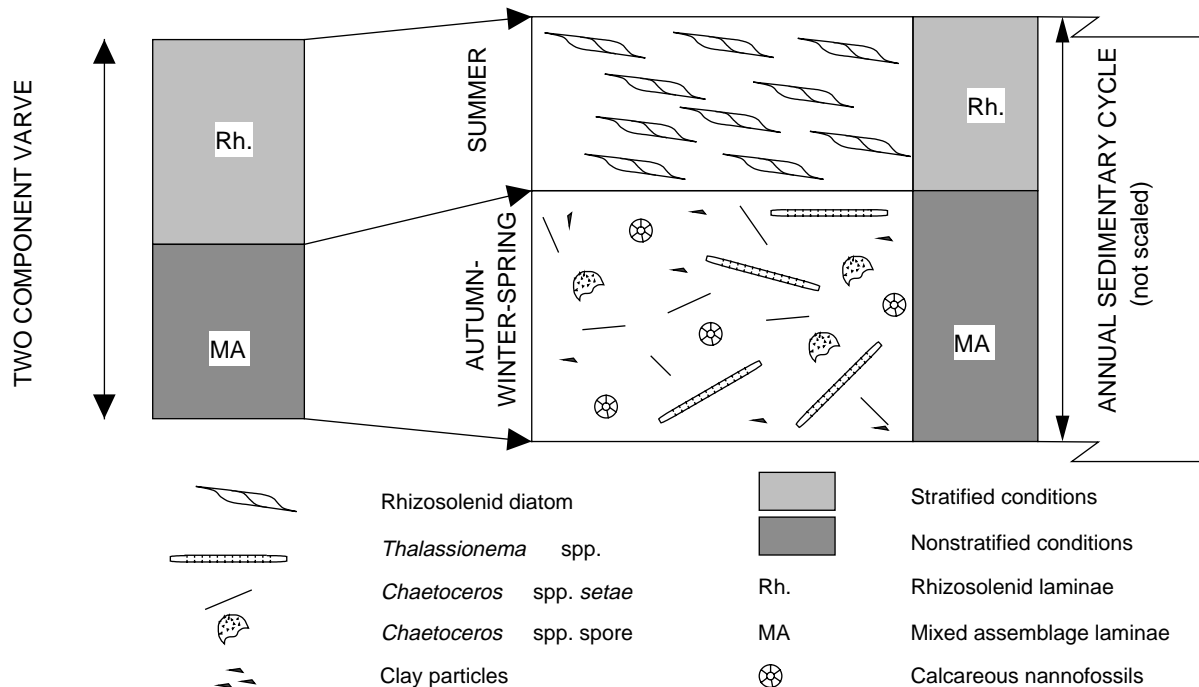 TWO COMPONENT VARVE
Rh.
MA
SUMMER
AUTUMN-
WINTER-SPRING
Rh.
MA
ANNUAL SEDIMENTARY CYCLE
(not scaled)
Rhizosolenid diatom
Thalassionema spp.
Chaetoceros spp. setae
Chaetoceros spp. spore
Clay particles
Stratified conditions
Nonstratified conditions
Rh. Rhizosolenid laminae
MA Mixed assemblage laminae
Calcareous nannofossils